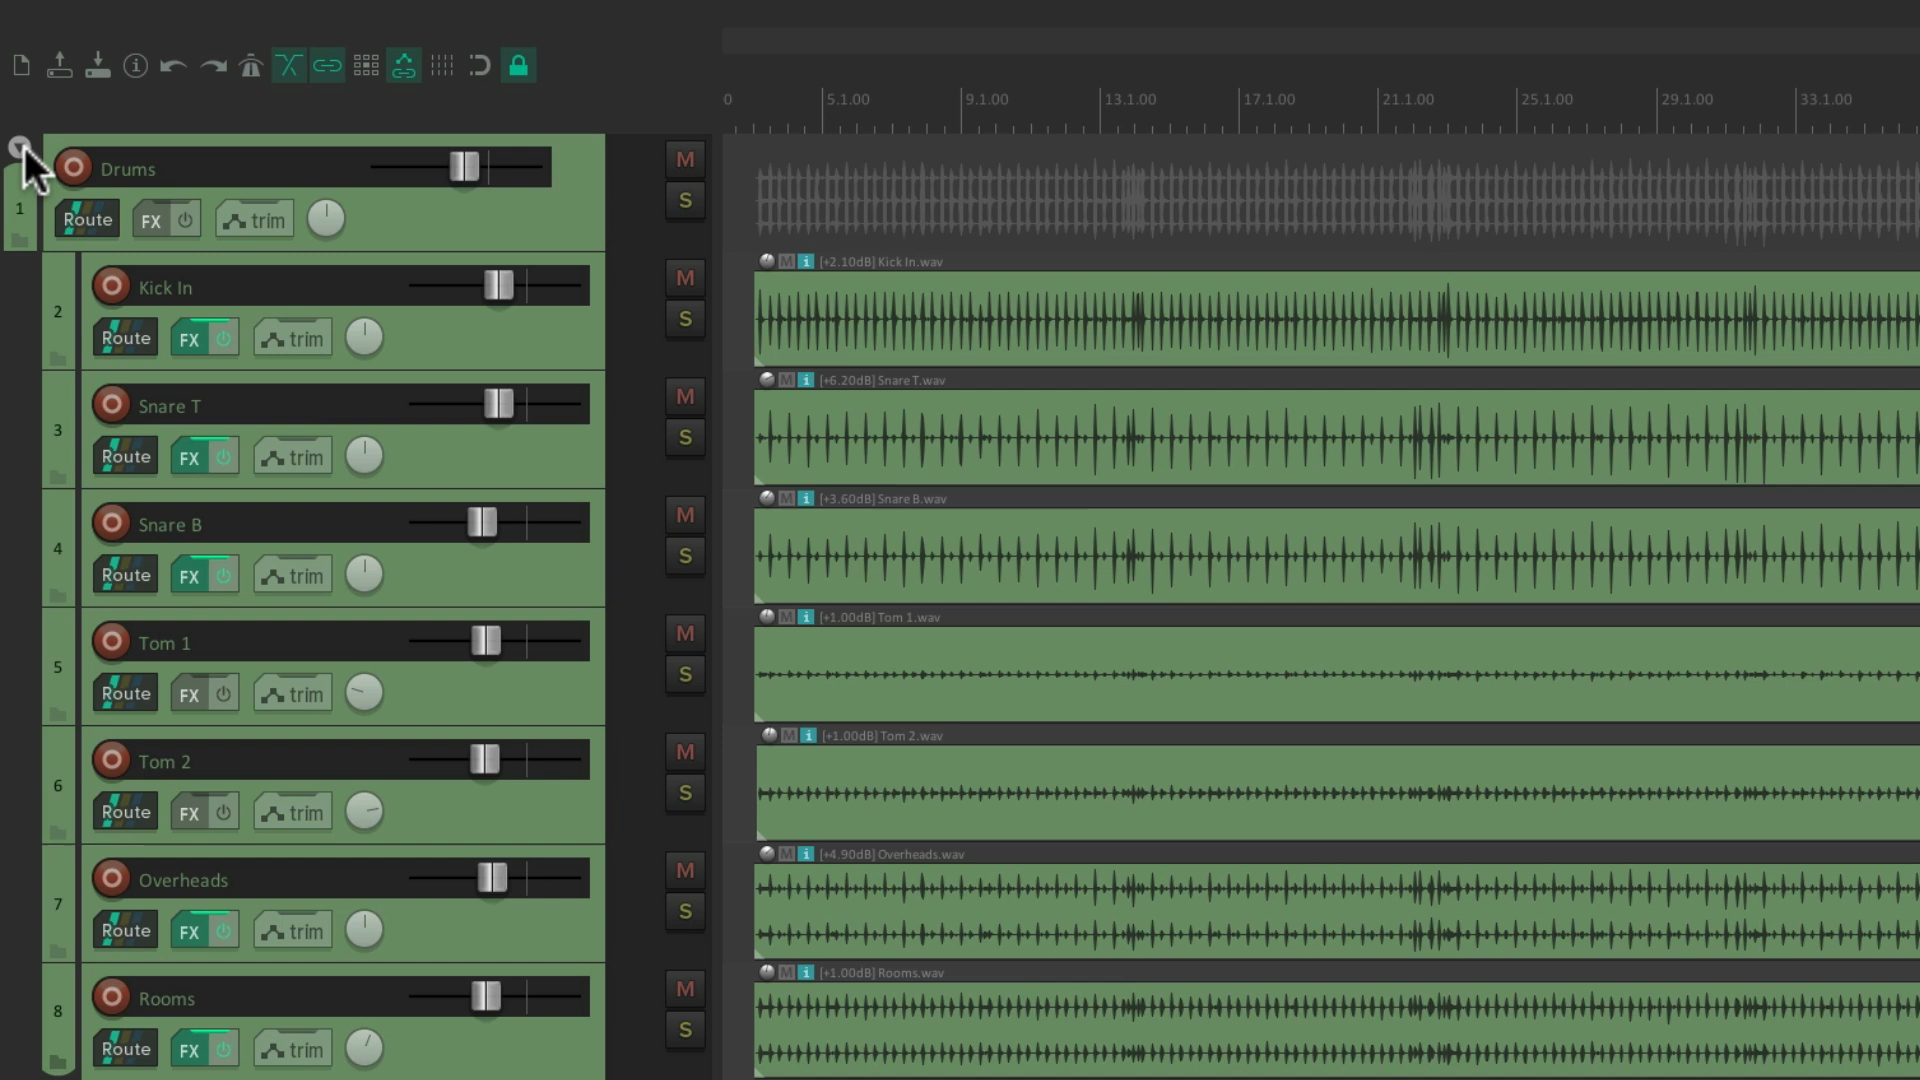 0 5.1.00 9.1.00 13.1.00 17.1.00 21.1.00 25.1.00 29.1.00 33.1.00
Drums M
1 S
Route FX trim
[+2.10dB] Kick In.wav
Kick In M
2 S
Route FX trim
[+6.20dB] Snare T.wav
Snare T M
3 S
Route FX trim
[+3.60dB] Snare B.wav
Snare B M
4 S
Route FX trim
[+1.00dB] Tom 1.wav
Tom 1 M
5 S
Route FX trim
[+1.00dB] Tom 2.wav
Tom 2 M
6 S
Route FX trim
[+4.90dB] Overheads.wav
Overheads M
7 S
Route FX trim
[+1.00dB] Rooms.wav
Rooms M
8 S
Route FX trim